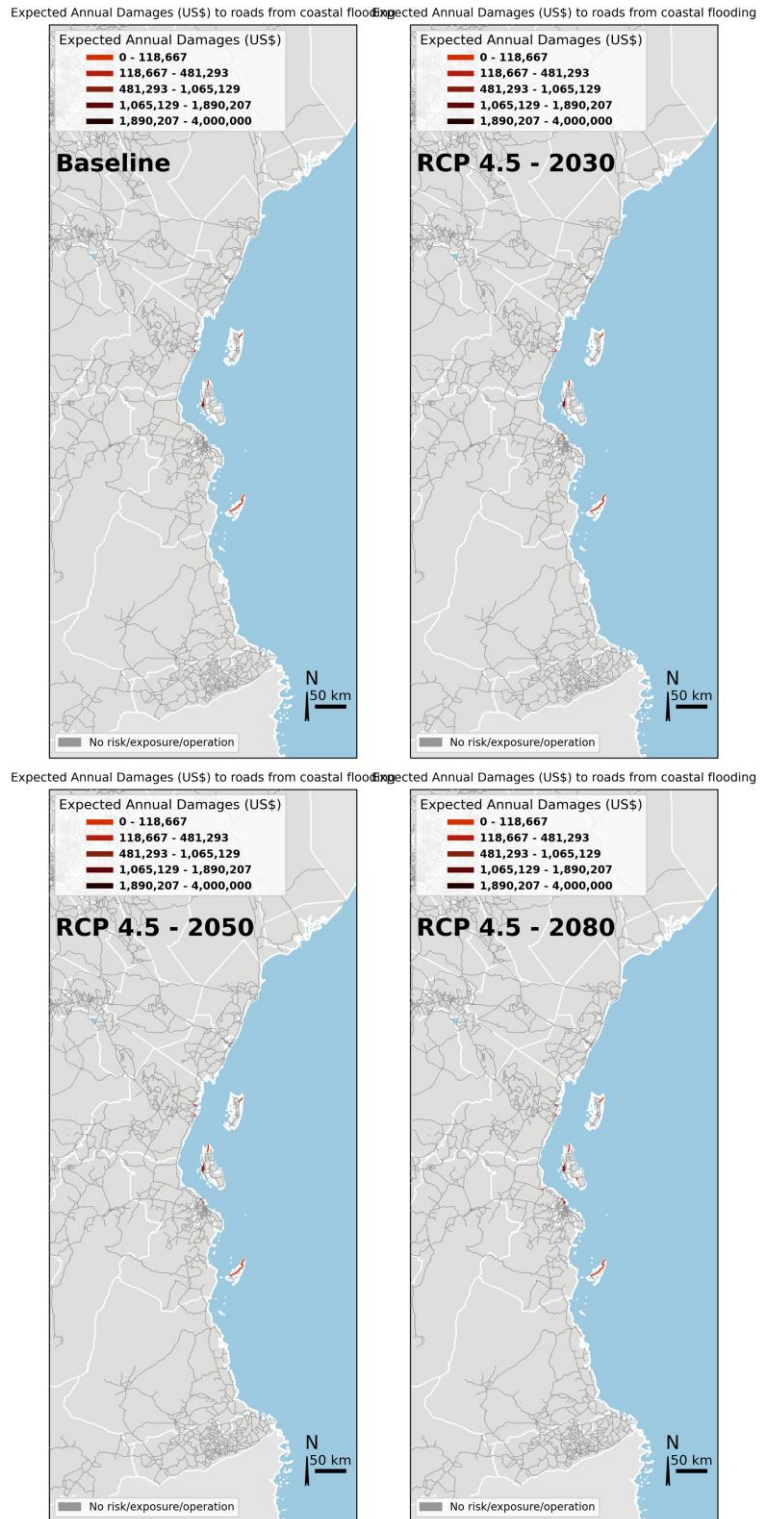 Expected Annual Damages (US$) to roads from coastal flooding
Expected Annual Damages (US$)
0 - 118,667
118,667 - 481,293
481,293 - 1,065,129
1,065,129 - 1,890,207
1,890,207 - 4,000,000
Baseline
N
50 km
No risk/exposure/operation
Expected Annual Damages (US$) to roads from coastal flooding
Expected Annual Damages (US$)
0 - 118,667
118,667 - 481,293
481,293 - 1,065,129
1,065,129 - 1,890,207
1,890,207 - 4,000,000
RCP 4.5 - 2030
N
50 km
No risk/exposure/operation
Expected Annual Damages (US$) to roads from coastal flooding
Expected Annual Damages (US$)
0 - 118,667
118,667 - 481,293
481,293 - 1,065,129
1,065,129 - 1,890,207
1,890,207 - 4,000,000
RCP 4.5 - 2050
N
50 km
No risk/exposure/operation
Expected Annual Damages (US$) to roads from coastal flooding
Expected Annual Damages (US$)
0 - 118,667
118,667 - 481,293
481,293 - 1,065,129
1,065,129 - 1,890,207
1,890,207 - 4,000,000
RCP 4.5 - 2080
N
50 km
No risk/exposure/operation